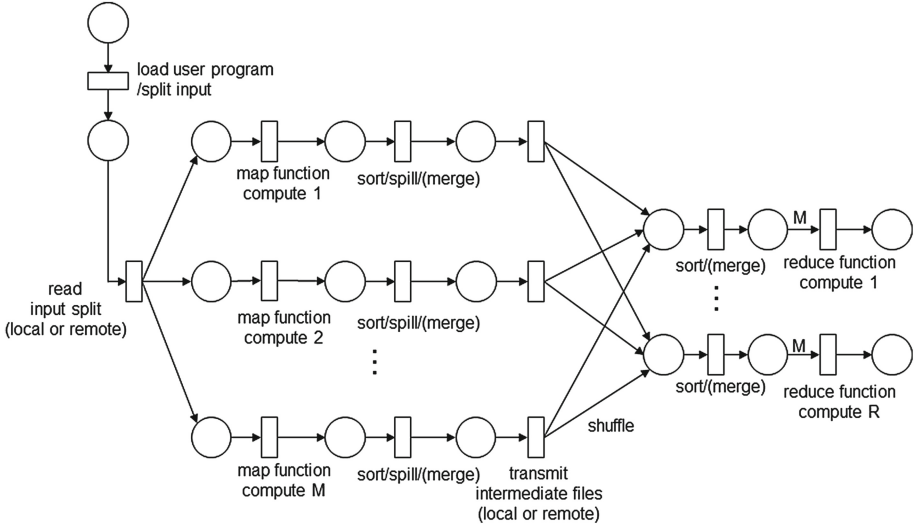 load user program
/split input
map function
compute 1
sort/spill/(merge)
M
sort/(merge)
reduce function
compute 1
read
input split
(local or remote)
map function
compute 2
sort/spill/(merge)
M
sort/(merge)
reduce function
compute R
shuffle
map function
compute M
sort/spill/(merge)
transmit
intermediate files
(local or remote)